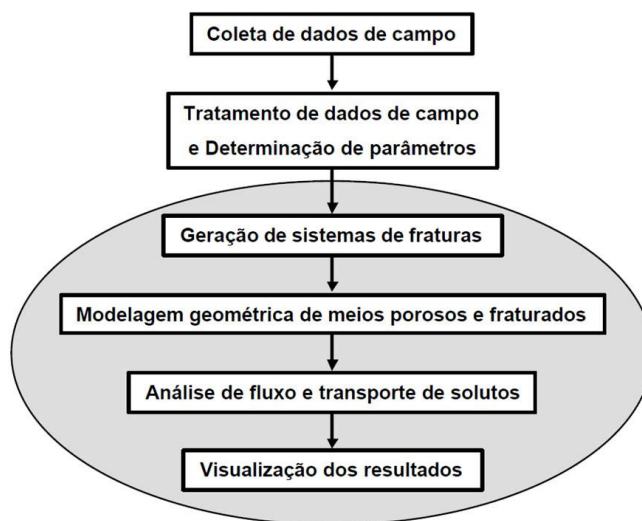 Coleta de dados de campo
Tratamento de dados de campo
e Determinação de parâmetros
Geração de sistemas de fraturas
Modelagem geométrica de meios porosos e fraturados
Análise de fluxo e transporte de solutos
Visualização dos resultados